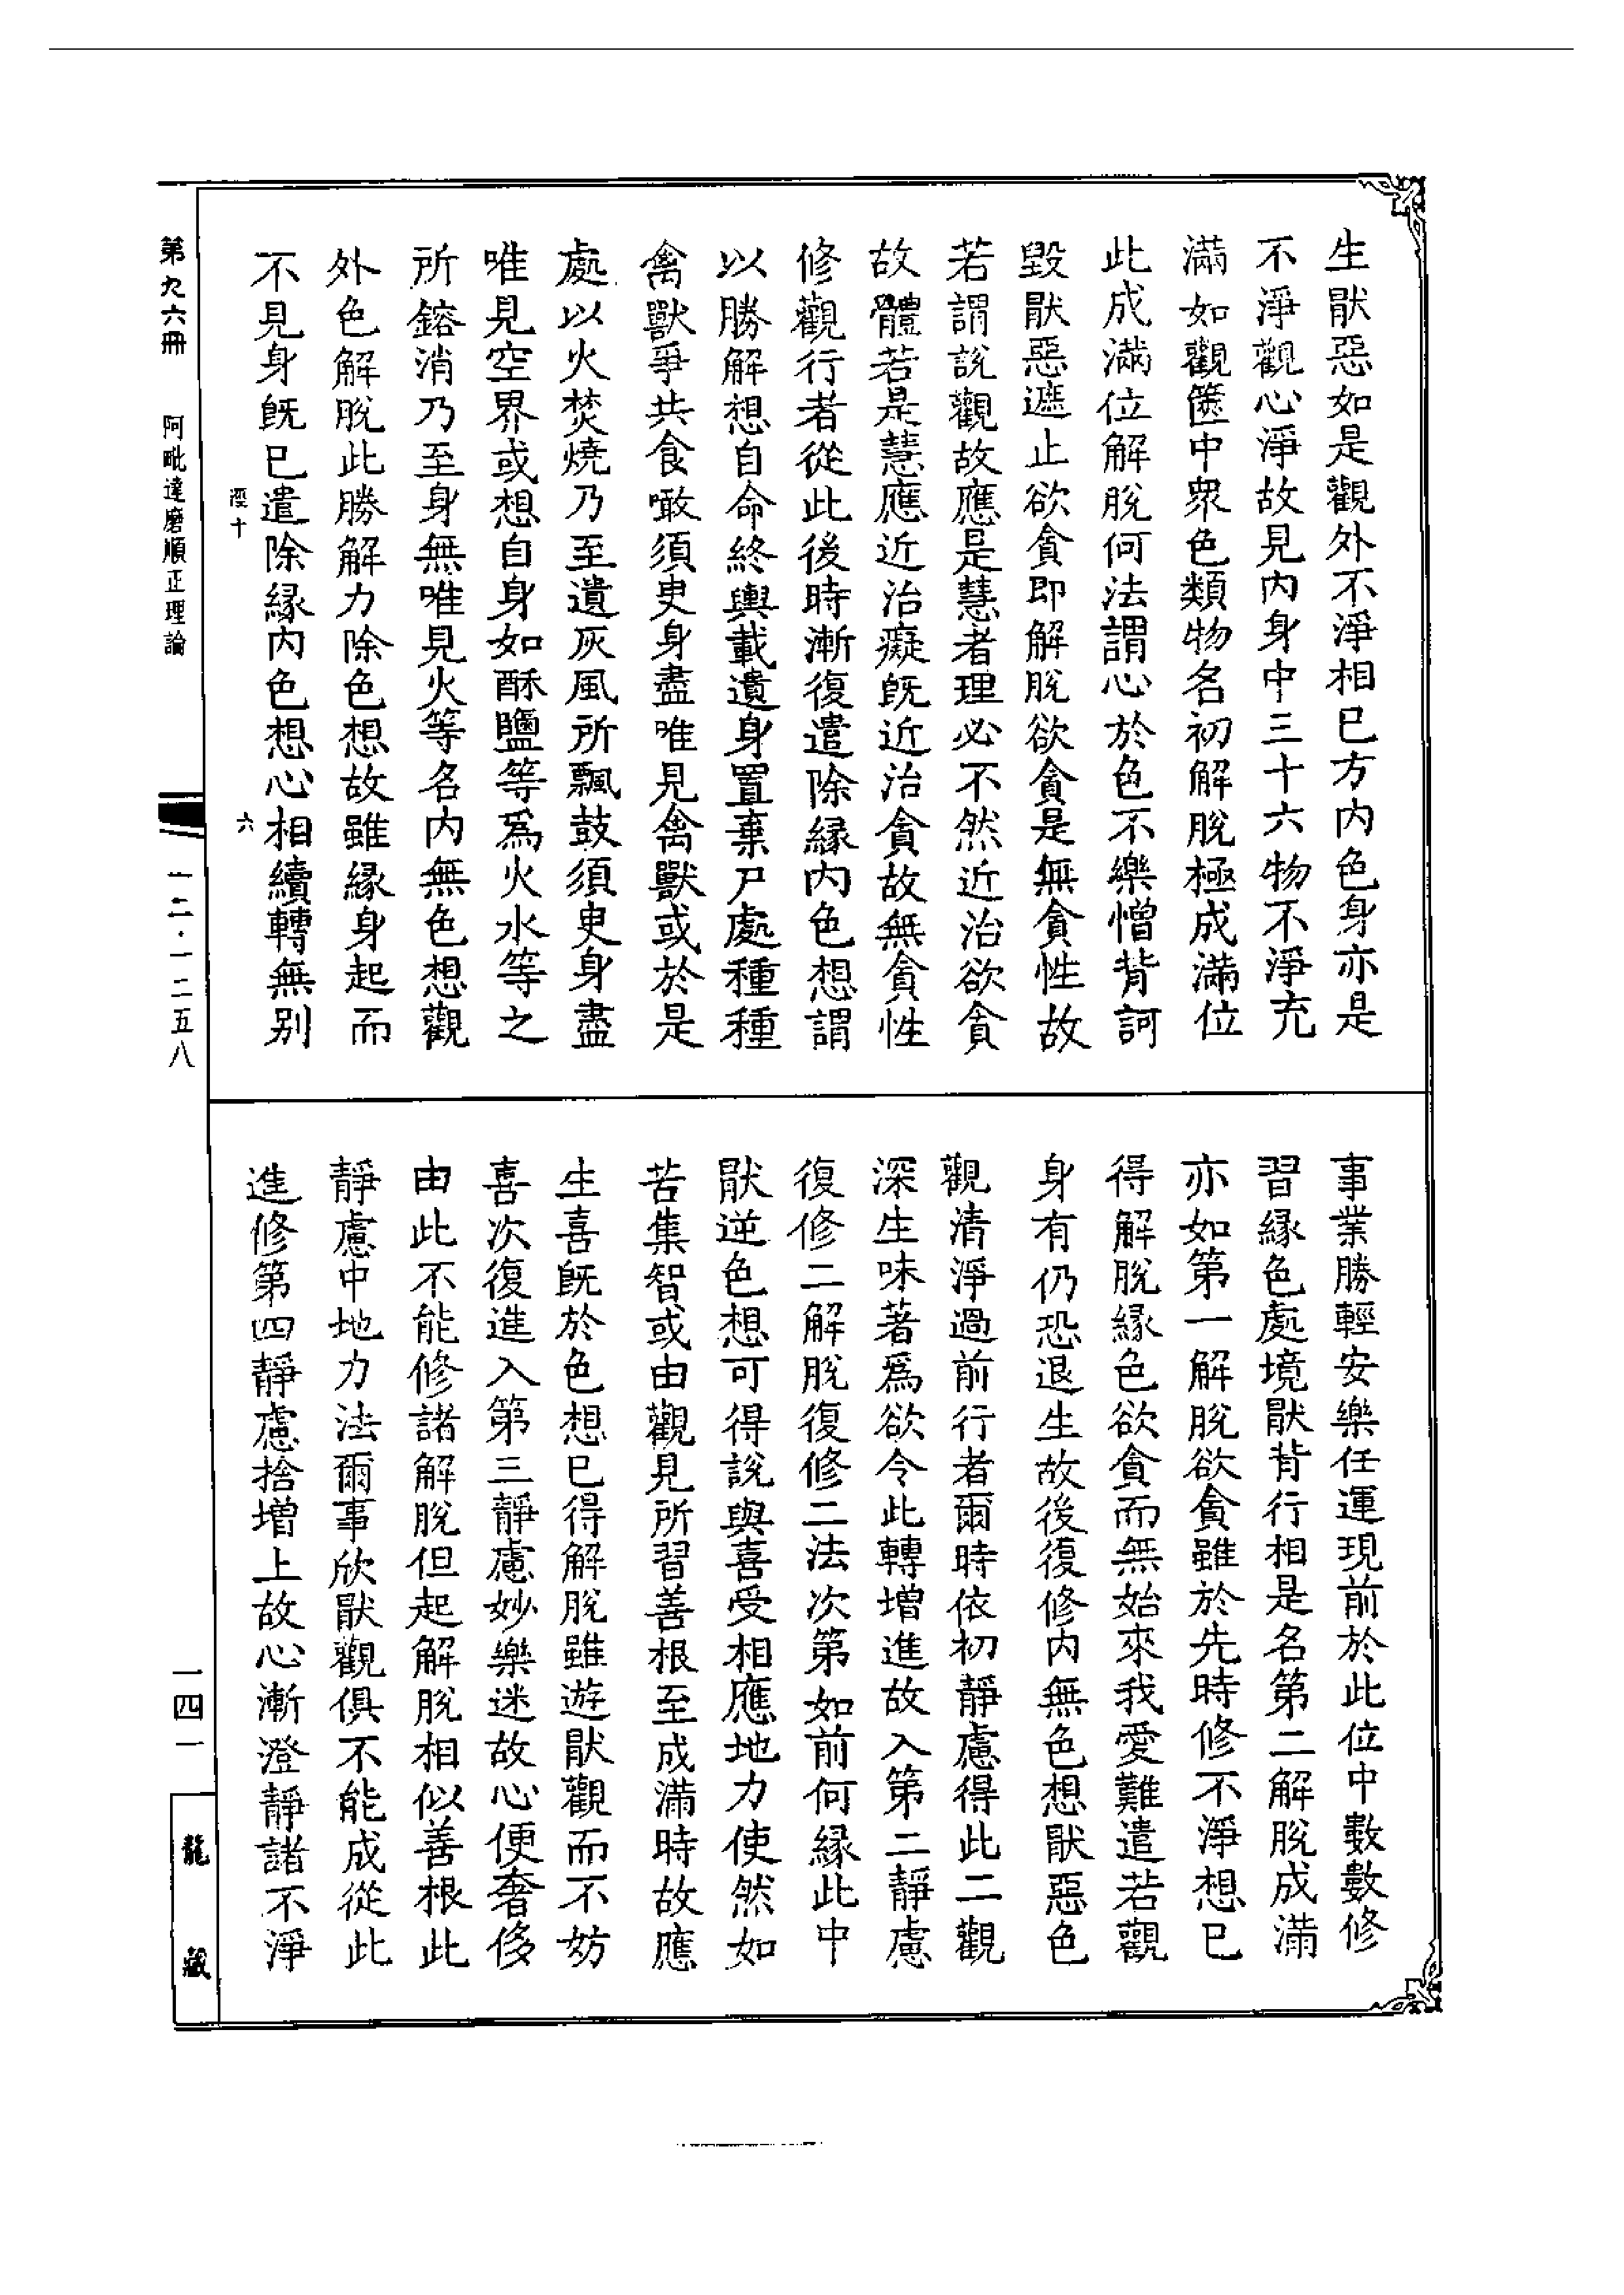 生猒惡如是觀外不淨相已方內色身亦是
不淨觀心淨故見內身中三十六物不淨充
滿如觀篋中衆色類物名初解脫極成滿位
此成滿位解脫何法謂心於色不樂憎背訶
毀猒惡遮止欲貪即解脫欲貪是無貪性故
若謂說觀故應是慧者理必不然近治欲貪
故體若是慧應近治癡旣近治貪故無貪性
修觀行者從此後時漸復遣除緣內色想謂
以勝解想自命終輿載遺身置棄尸處種種
禽獸爭共食噉須臾身盡唯見禽獸或於是
處以火焚燒乃至遺灰風所飄鼓須臾身盡
唯見空界或想自身如酥鹽等爲火水等之
所鎔消乃至身無唯見火等名內無色想觀
外色解脫此勝解力除色想故雖緣身起而
不見身旣已遣除緣內色想心相續轉無別
事業勝輕安樂任運現前於此位中數數修
習緣色處境猒背行相是名第二解脫成滿
亦如第一解脫欲貪雖於先時修不淨想已
得解脫緣色欲貪而無始來我愛難遣若觀
身有仍恐退生故後復修內無色想猒惡色
觀清淨過前行者爾時依初靜慮得此二觀
深生味著爲欲令此轉增進故入第二靜慮
復修二解脫復修二法次第如前何緣此中
猒逆色想可得說與喜受相應地力使然如
苦集智或由觀見所習善根至成滿時故應
生喜旣於色想已得解脫雖遊猒觀而不妨
喜次復進入第三靜慮妙樂迷故心便奢侈
由此不能修諸解脫但起解脫相似善根此
靜慮中地力法爾事欣猒觀俱不能成從此
進修第四靜慮捨增上故心漸澄靜諸不淨
第九六冊　阿毗達磨順正理論
十
六
一二·一二五八
一四一
龍藏